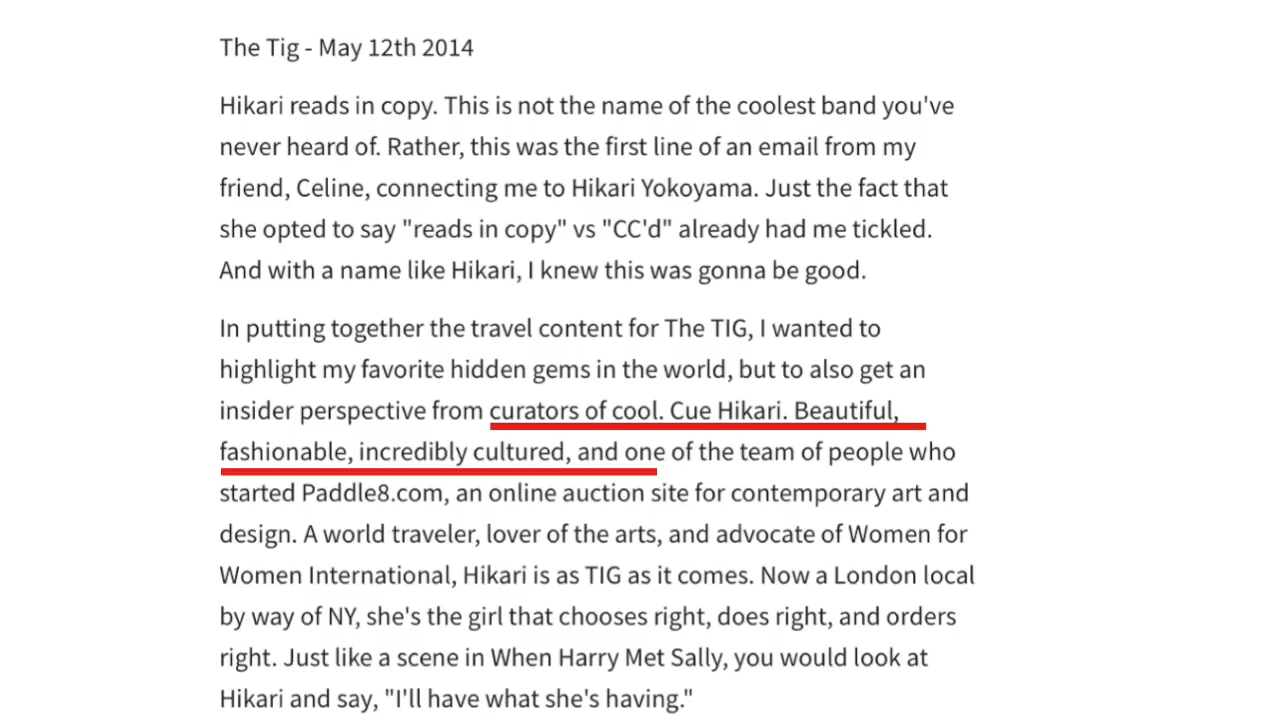 The Tig - May 12th 2014
Hikari reads in copy. This is not the name of the coolest band you've
never heard of. Rather, this was the first line of an email from my
friend, Celine, connecting me to Hikari Yokoyama. Just the fact that
she opted to say "reads in copy" vs "CC'd" already had me tickled.
And with a name like Hikari, I knew this was gonna be good.
In putting together the travel content for The TIG, I wanted to
highlight my favorite hidden gems in the world, but to also get an
insider perspective from curators of cool. Cue Hikari. Beautiful,
fashionable, incredibly cultured, and one of the team of people who
started Paddle8.com, an online auction site for contemporary art and
design. A world traveler, lover of the arts, and advocate of Women for
Women International, Hikari is as TIG as it comes. Now a London local
by way of NY, she's the girl that chooses right, does right, and orders
right. Just like a scene in When Harry Met Sally, you would look at
Hikari and say, "I'll have what she's having."